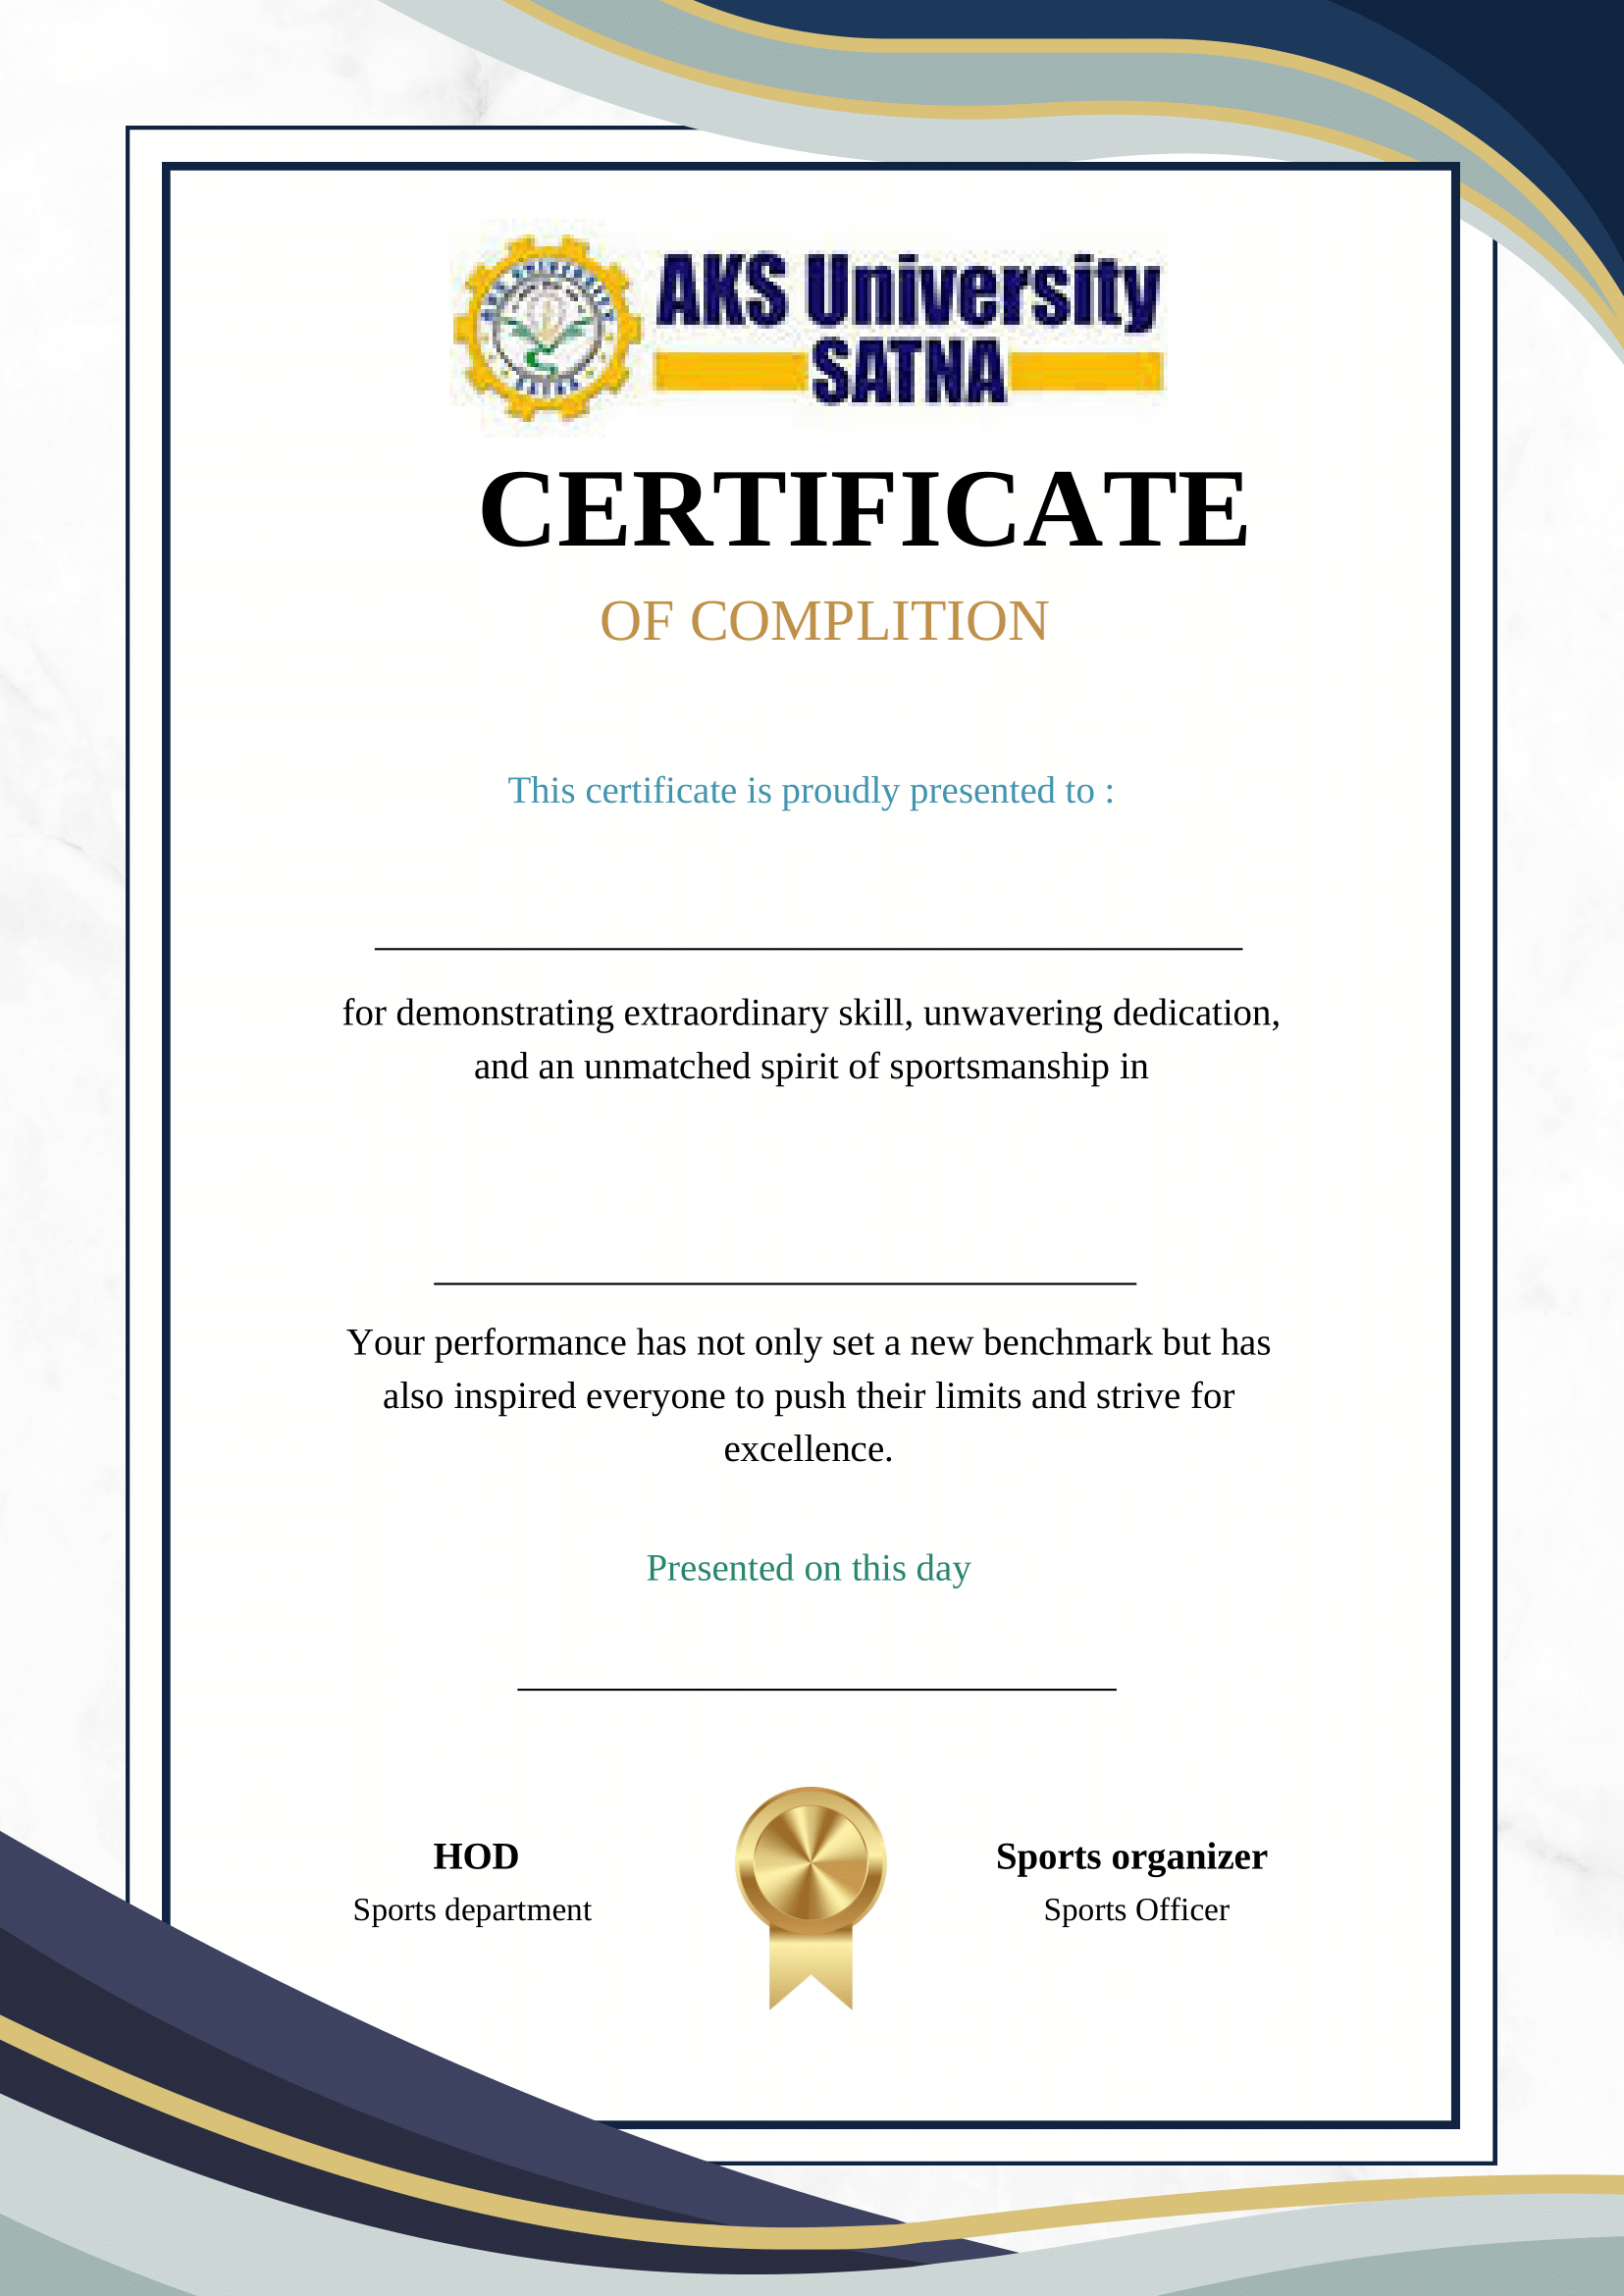 AKS University
SATNA
CERTIFICATE
OF COMPLITION
This certificate is proudly presented to :
for demonstrating extraordinary skill, unwavering dedication,
and an unmatched spirit of sportsmanship in
Your performance has not only set a new benchmark but has
also inspired everyone to push their limits and strive for
excellence.
Presented on this day
HOD
Sports department
Sports organizer
Sports Officer